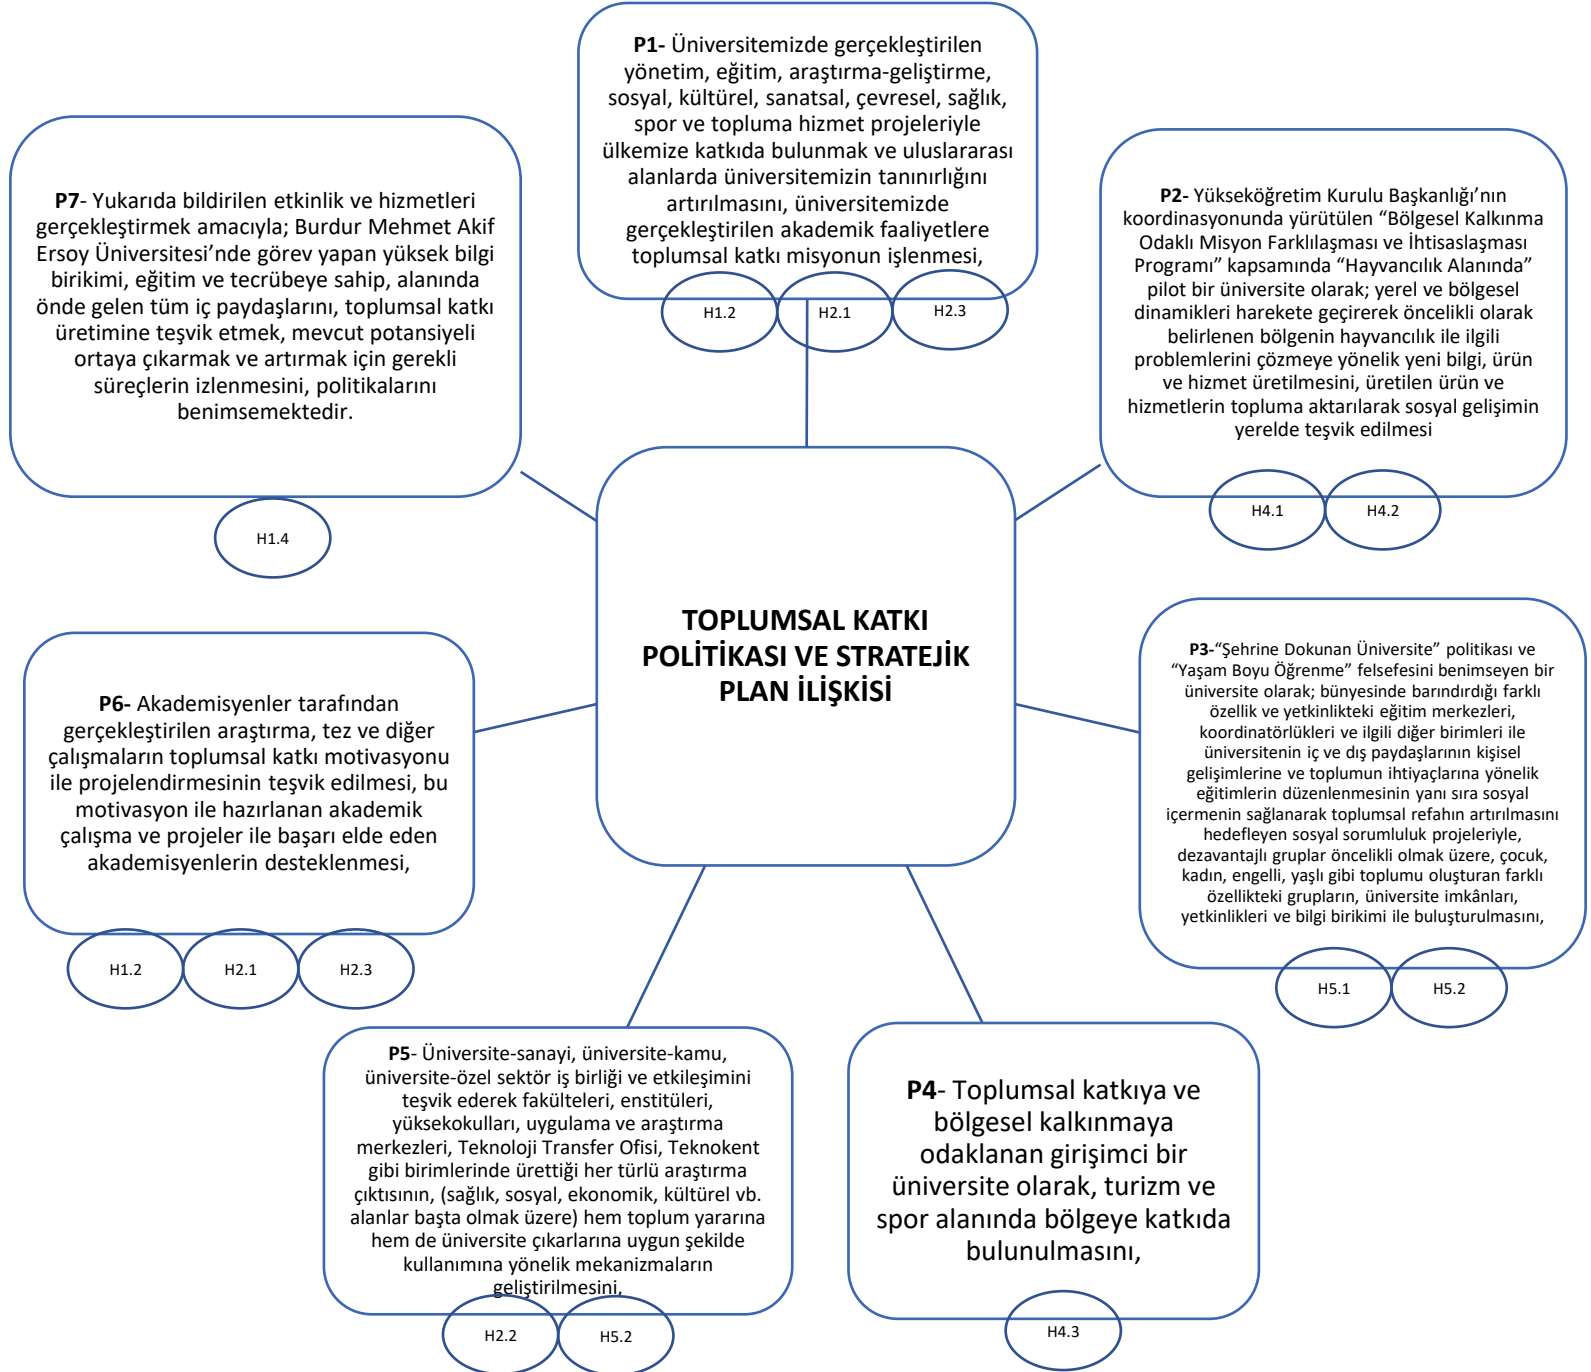 P1- Üniversitemizde gerçekleştirilen
yönetim, eğitim, araştırma-geliştirme,
sosyal, kültürel, sanatsal, çevresel, sağlık,
spor ve topluma hizmet projeleriyle
ülkemize katkıda bulunmak ve uluslararası
alanlarda üniversitemizin tanınırlığını
artırılmasını, üniversitemizde
gerçekleştirilen akademik faaliyetlere
toplumsal katkı misyonun işlenmesi,
H1.2
H2.1
H2.3
P2- Yükseköğretim Kurulu Başkanlığı’nın
koordinasyonunda yürütülen “Bölgesel Kalkınma
Odaklı Misyon Farklılaşması ve İhtisaslaşması
Programı” kapsamında “Hayvancılık Alanında”
pilot bir üniversite olarak; yerel ve bölgesel
dinamikleri harekete geçirerek öncelikli olarak
belirlenen bölgenin hayvancılık ile ilgili
problemlerini çözmeye yönelik yeni bilgi, ürün
ve hizmet üretilmesini, üretilen ürün ve
hizmetlerin topluma aktarılarak sosyal gelişimin
yerelde teşvik edilmesi
H4.1
H4.2
P3-“Şehrine Dokunan Üniversite” politikası ve
“Yaşam Boyu Öğrenme” felsefesini benimseyen bir
üniversite olarak; bünyesinde barındırdığı farklı
özellik ve yetkinlikteki eğitim merkezleri,
koordinatörlükleri ve ilgili diğer birimleri ile
üniversitenin iç ve dış paydaşlarının kişisel
gelişimlerine ve toplumun ihtiyaçlarına yönelik
eğitimlerin düzenlenmesinin yanı sıra sosyal
içermenin sağlanarak toplumsal refahın artırılmasını
hedefleyen sosyal sorumluluk projeleriyle,
dezavantajlı gruplar öncelikli olmak üzere, çocuk,
kadın, engelli, yaşlı gibi toplumu oluşturan farklı
özellikteki grupların, üniversite imkânları,
yetkinlikleri ve bilgi birikimi ile buluşturulmasını,
H5.1
H5.2
P4- Toplumsal katkıya ve
bölgesel kalkınmaya
odaklanan girişimci bir
üniversite olarak, turizm ve
spor alanında bölgeye katkıda
bulunulmasını,
H4.3
P5- Üniversite-sanayi, üniversite-kamu,
üniversite-özel sektör iş birliği ve etkileşimini
teşvik ederek fakülteleri, enstitüleri,
yüksekokulları, uygulama ve araştırma
merkezleri, Teknoloji Transfer Ofisi, Teknokent
gibi birimlerinde ürettiği her türlü araştırma
çıktısının, (sağlık, sosyal, ekonomik, kültürel vb.
alanlar başta olmak üzere) hem toplum yararına
hem de üniversite çıkarlarına uygun şekilde
kullanımına yönelik mekanizmaların
geliştirilmesini,
H2.2
H5.2
P6- Akademisyenler tarafından
gerçekleştirilen araştırma, tez ve diğer
çalışmaların toplumsal katkı motivasyonu
ile projelendirmesinin teşvik edilmesi, bu
motivasyon ile hazırlanan akademik
çalışma ve projeler ile başarı elde eden
akademisyenlerin desteklenmesi,
H1.2
H2.1
H2.3
P7- Yukarıda bildirilen etkinlik ve hizmetleri
gerçekleştirmek amacıyla; Burdur Mehmet Akif
Ersoy Üniversitesi’nde görev yapan yüksek bilgi
birikimi, eğitim ve tecrübeye sahip, alanında
önde gelen tüm iç paydaşlarını, toplumsal katkı
üretimine teşvik etmek, mevcut potansiyeli
ortaya çıkarmak ve artırmak için gerekli
süreçlerin izlenmesini, politikalarını
benimsemektedir.
H1.4
TOPLUMSAL KATKI
POLİTİKASI VE STRATEJİK
PLAN İLİŞKİSİ